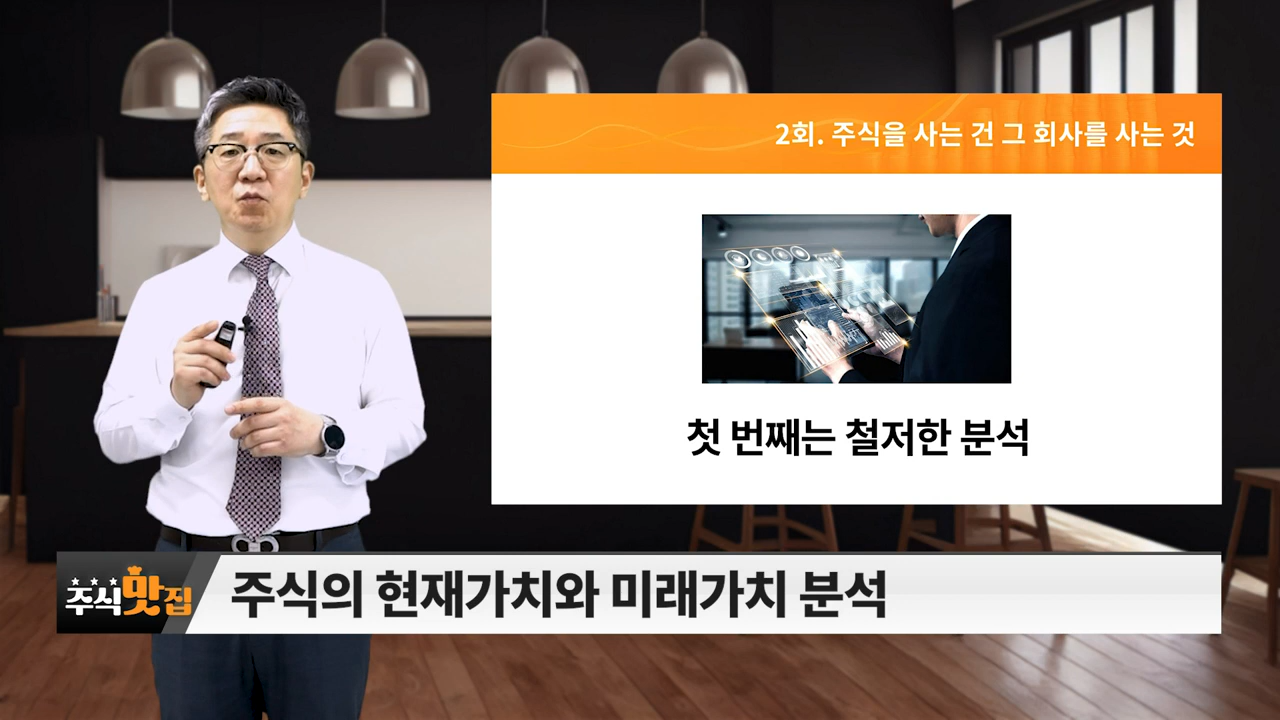 2회. 주식을 사는 건 그 회사를 사는 것
첫 번째는 철저한 분석
주식맛집
주식의 현재가치와 미래가치 분석